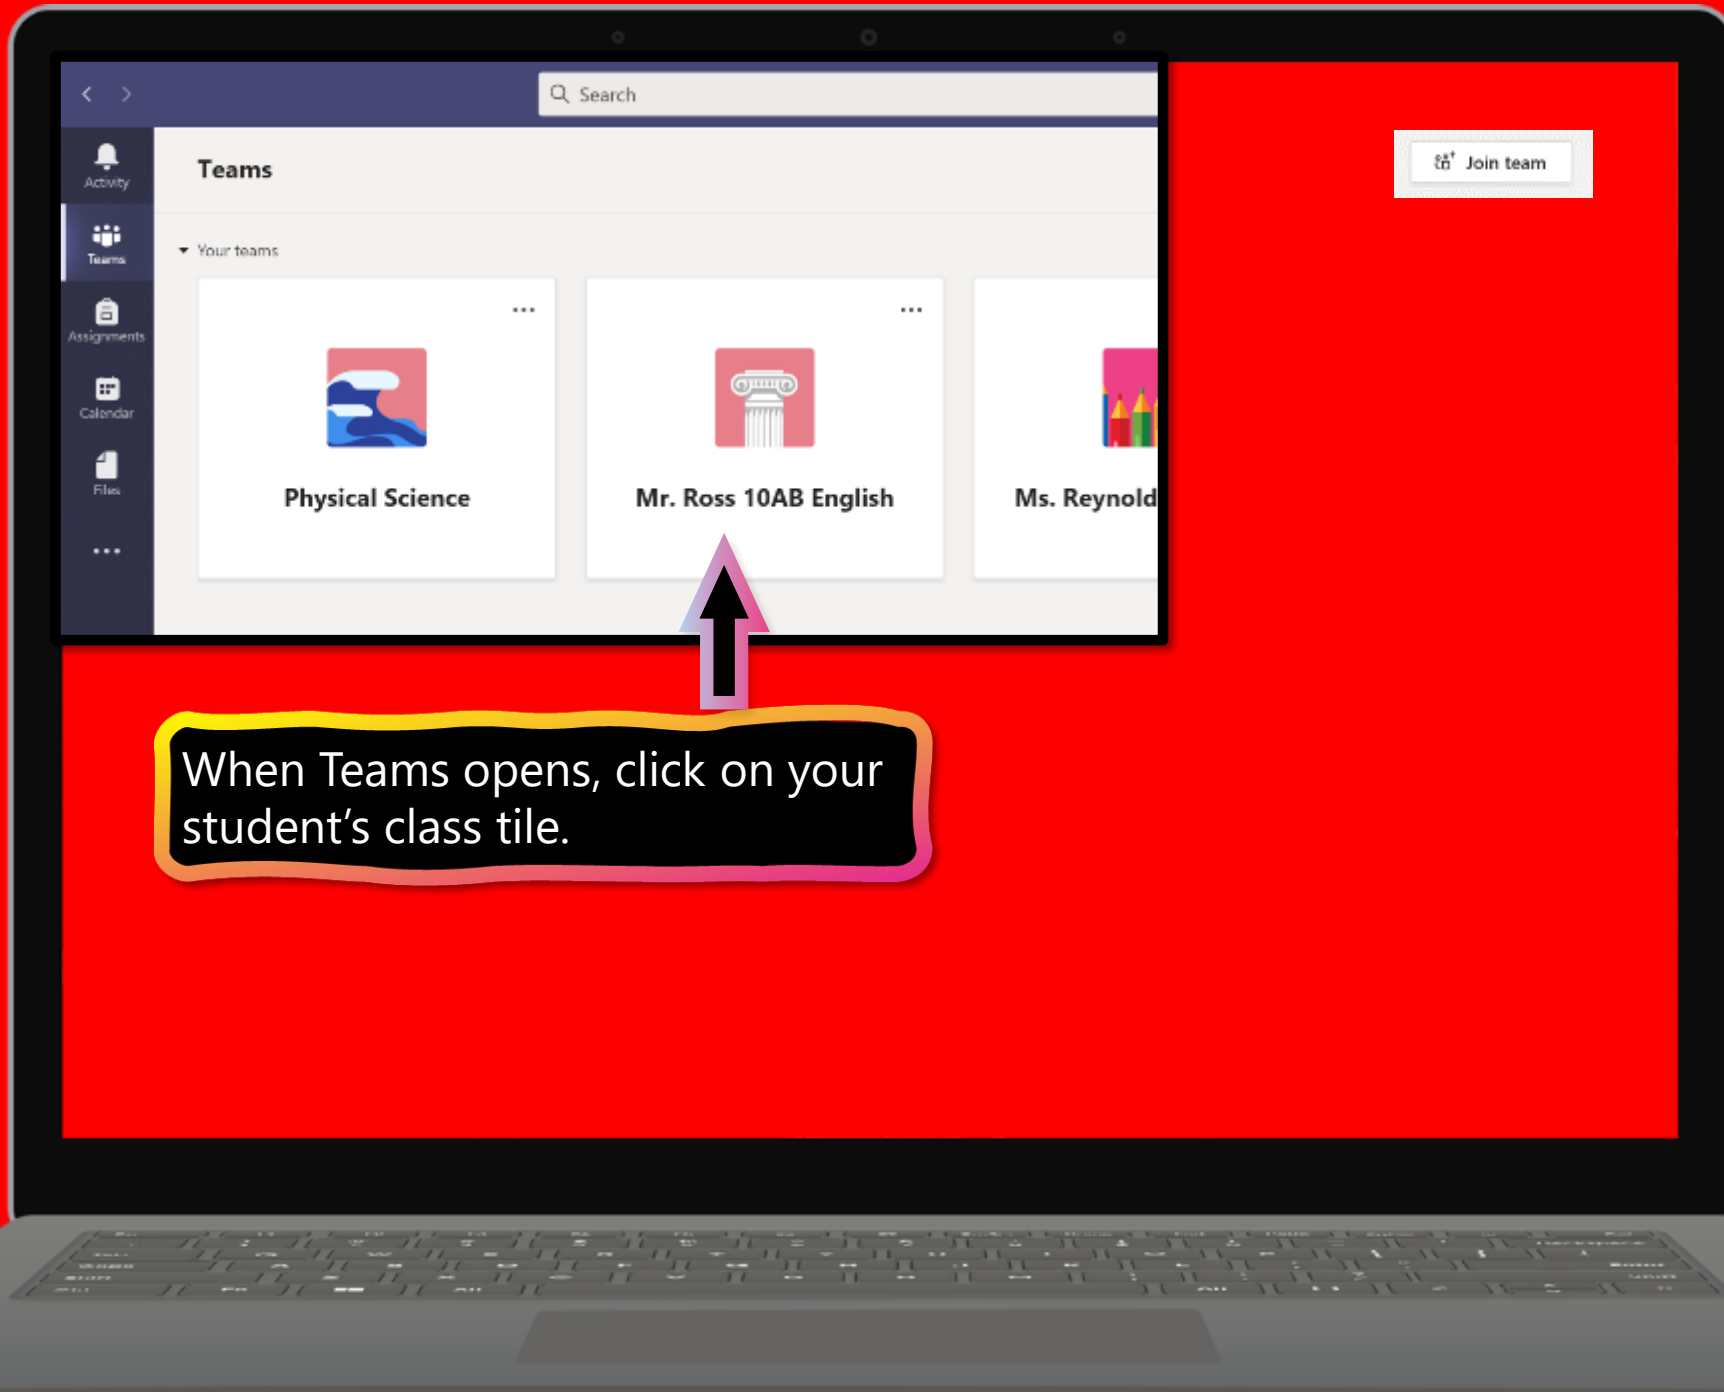 Search
Activity
Teams
Join team
Teams
Your teams
Assignments
Calendar
Files
Physical Science
Mr. Ross 10AB English
Ms. Reynold
When Teams opens, click on your
student’s class tile.